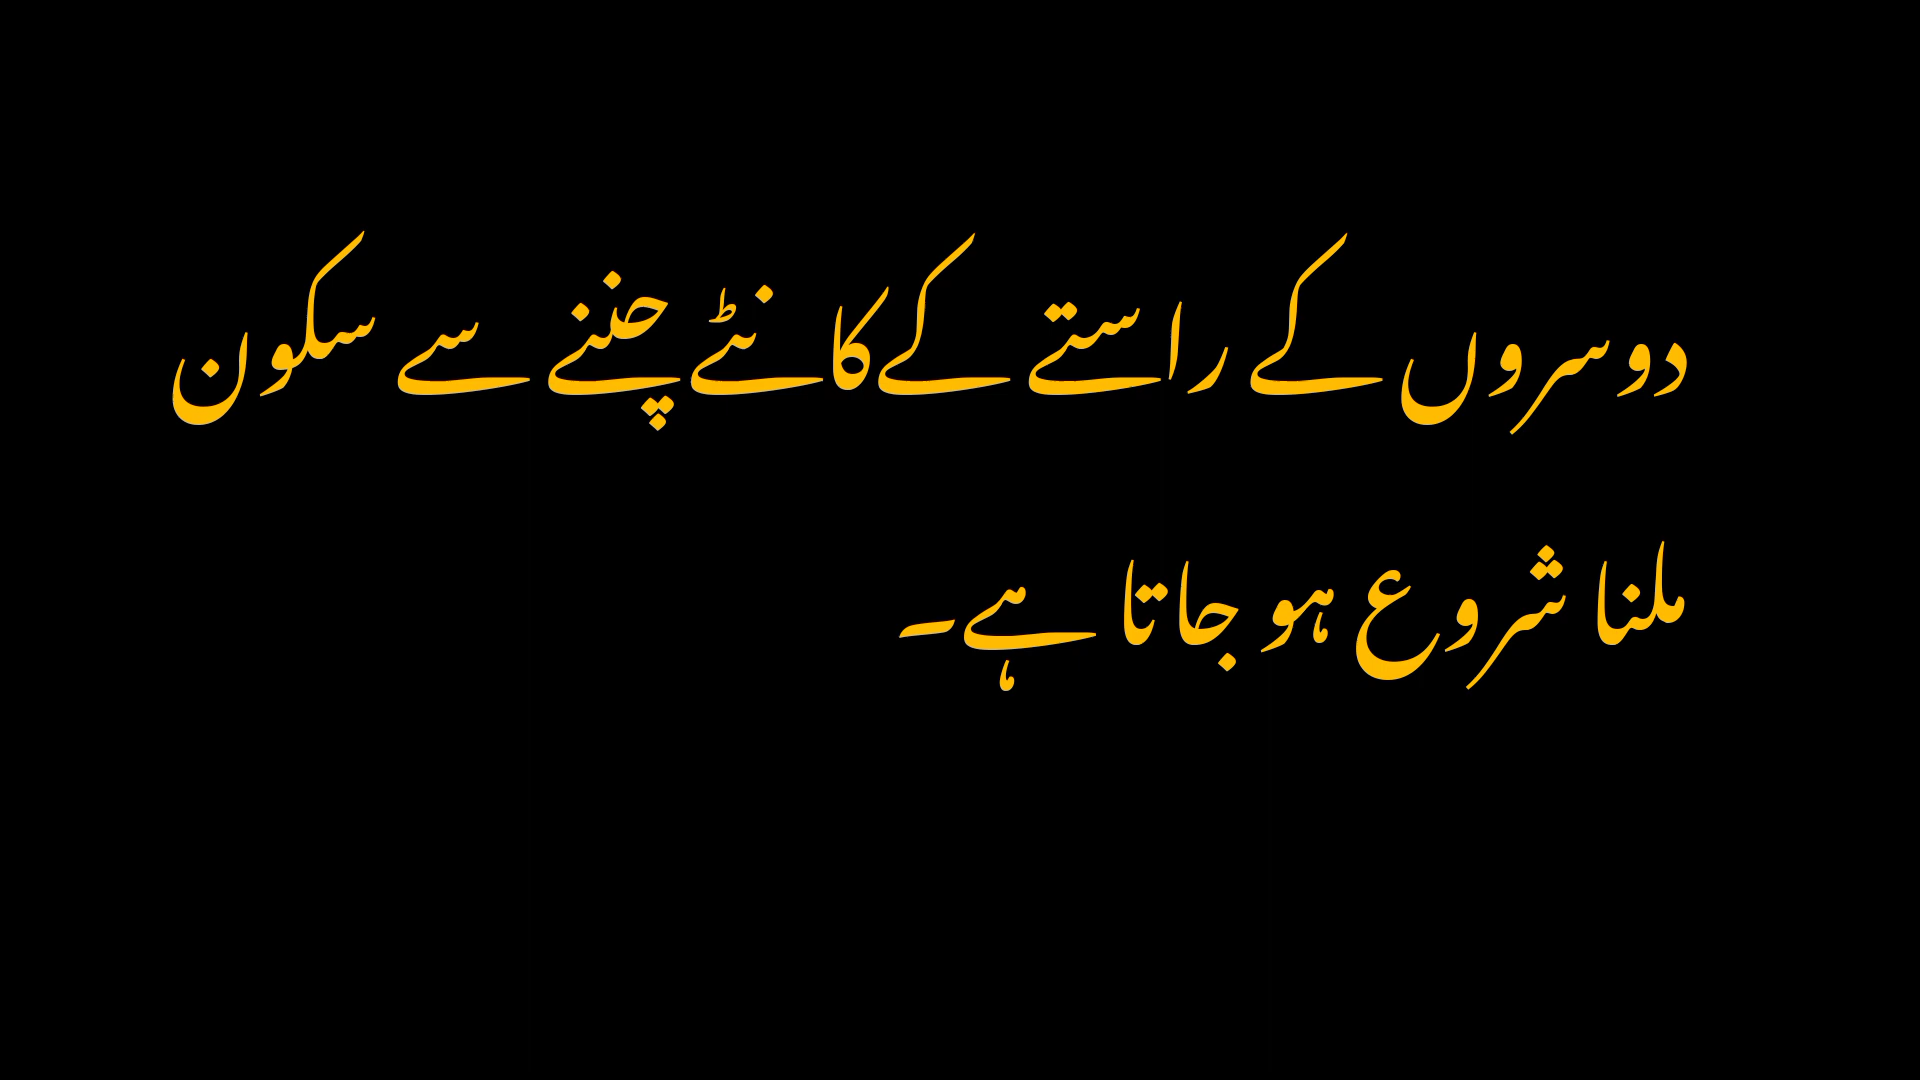 دوسروں کے راستے کے کانٹے چننے سے سکون
ملنا شروع ہو جاتا ہے۔